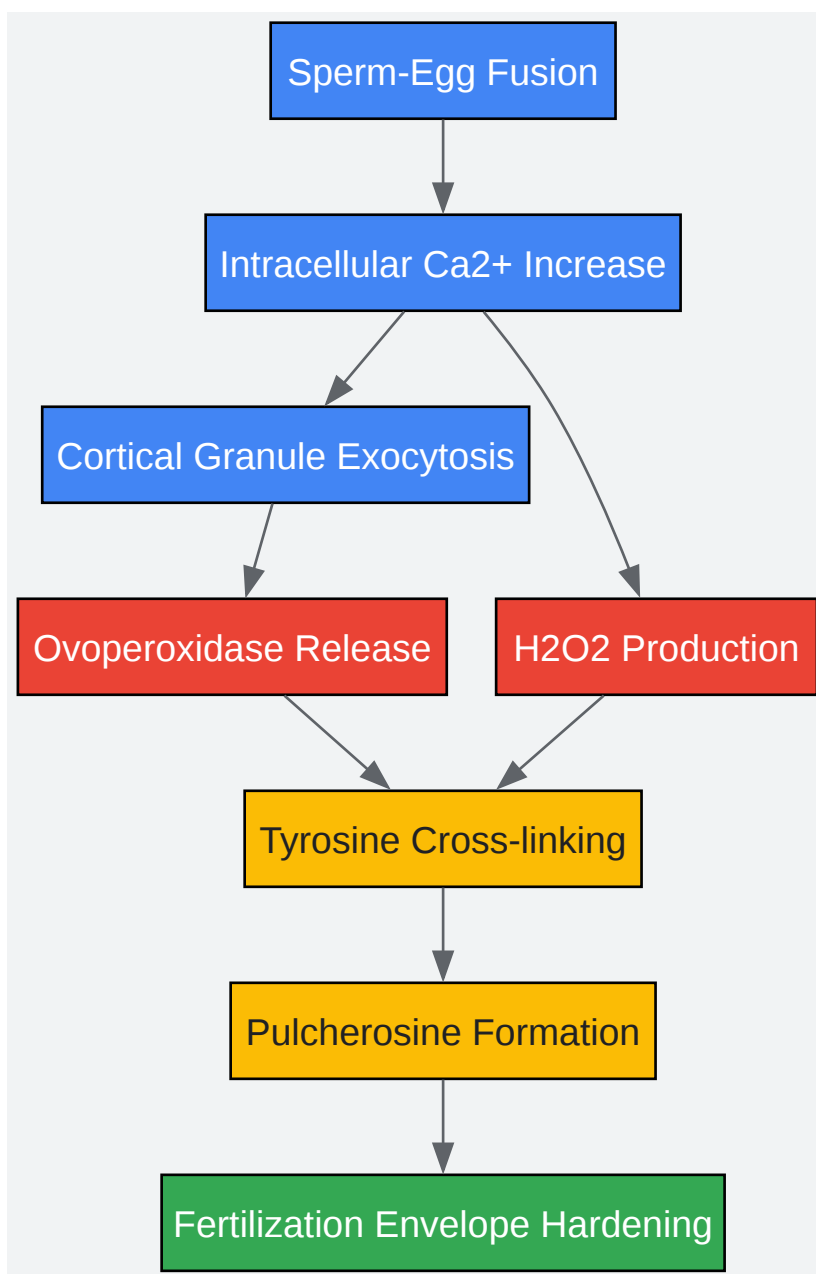 Sperm-Egg Fusion
Intracellular Ca2+ Increase
Cortical Granule Exocytosis
Ovoperoxidase Release
H2O2 Production
Tyrosine Cross-linking
Pulcherosine Formation
Fertilization Envelope Hardening